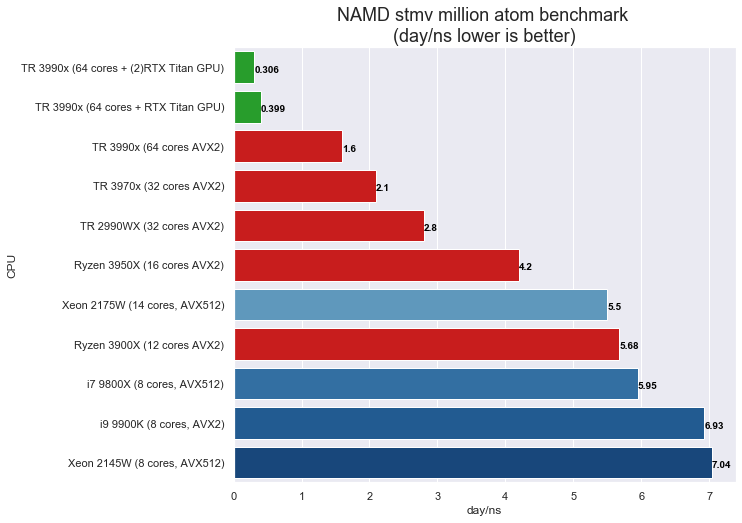 NAMD stmv million atom benchmark
(day/ns lower is better)
TR 3990x (64 cores + (2)RTX Titan GPU)
0.306
TR 3990x (64 cores + RTX Titan GPU)
0.399
TR 3990x (64 cores AVX2)
1.6
TR 3970x (32 cores AVX2)
2.1
TR 2990WX (32 cores AVX2)
2.8
Ryzen 3950X (16 cores AVX2)
4.2
CPU
Xeon 2175W (14 cores, AVX512)
5.5
Ryzen 3900X (12 cores AVX2)
5.68
i7 9800X (8 cores, AVX512)
5.95
i9 9900K (8 cores, AVX2)
6.93
Xeon 2145W (8 cores, AVX512)
7.04
0 1 2 3 4 5 6 7
day/ns